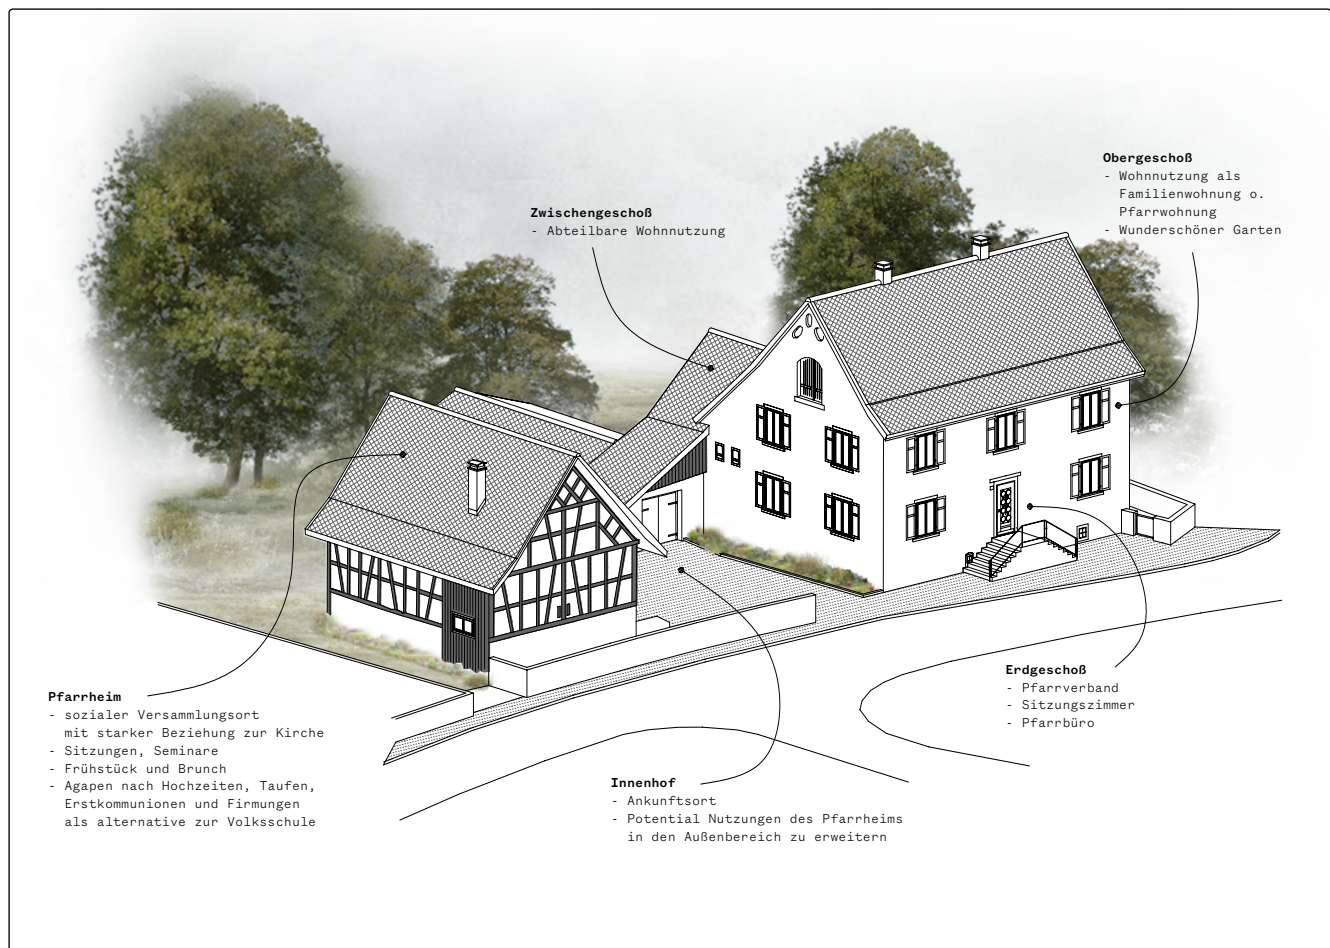 Obergeschoß
- Wohnnutzung als
Familienwohnung o.
Pfarrwohnung
- Wunderschöner Garten
Zwischengeschoß
- Abteilbare Wohnnutzung
Pfarrheim
- sozialer Versammlungsort
mit starker Beziehung zur Kirche
- Sitzungen, Seminare
- Frühstück und Brunch
- Agapen nach Hochzeiten, Taufen,
Erstkommunionen und Firmungen
als alternative zur Volksschule
Innenhof
- Ankunftsort
- Potential Nutzungen des Pfarrheims
in den Außenbereich zu erweitern
Erdgeschoß
- Pfarrverband
- Sitzungszimmer
- Pfarrbüro